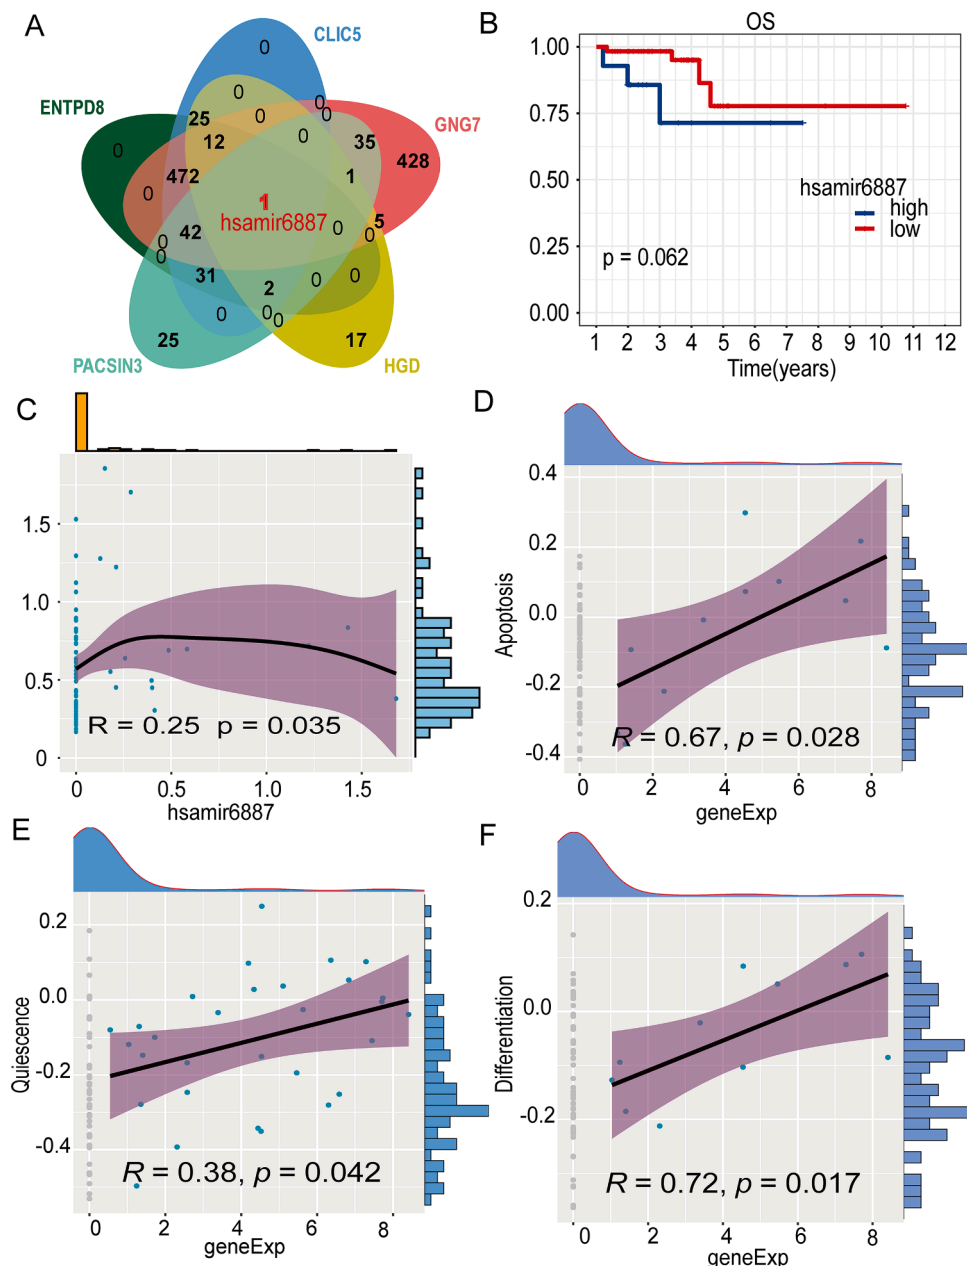 A
CLIC5
ENTPD8
GNG7
PACSIN3
HGD
0
0
0
0
0
0
25
12
35
428
0
472
1
0
1
hsamir6887
5
0
0
42
0
0
31
2
0
0
0
0
0
25
17
B
OS
1.00
0.75
0.50
0.25
0.00
hsamir6887
high
low
p = 0.062
1 2 3 4 5 6 7 8 9 10 11 12
Time(years)
C
1.5
1.0
0.5
0
R = 0.25 p = 0.035
0 0.5 1.0 1.5
hsamir6887
D
0.4
0.2
0.0
-0.2
-0.4
Apoptosis
R = 0.67, p = 0.028
0 2 4 6 8
geneExp
E
0.2
0.0
-0.2
-0.4
Quiescence
R = 0.38, p = 0.042
0 2 4 6 8
geneExp
F
0.2
0.0
-0.2
Differentiation
R = 0.72, p = 0.017
0 2 4 6 8
geneExp